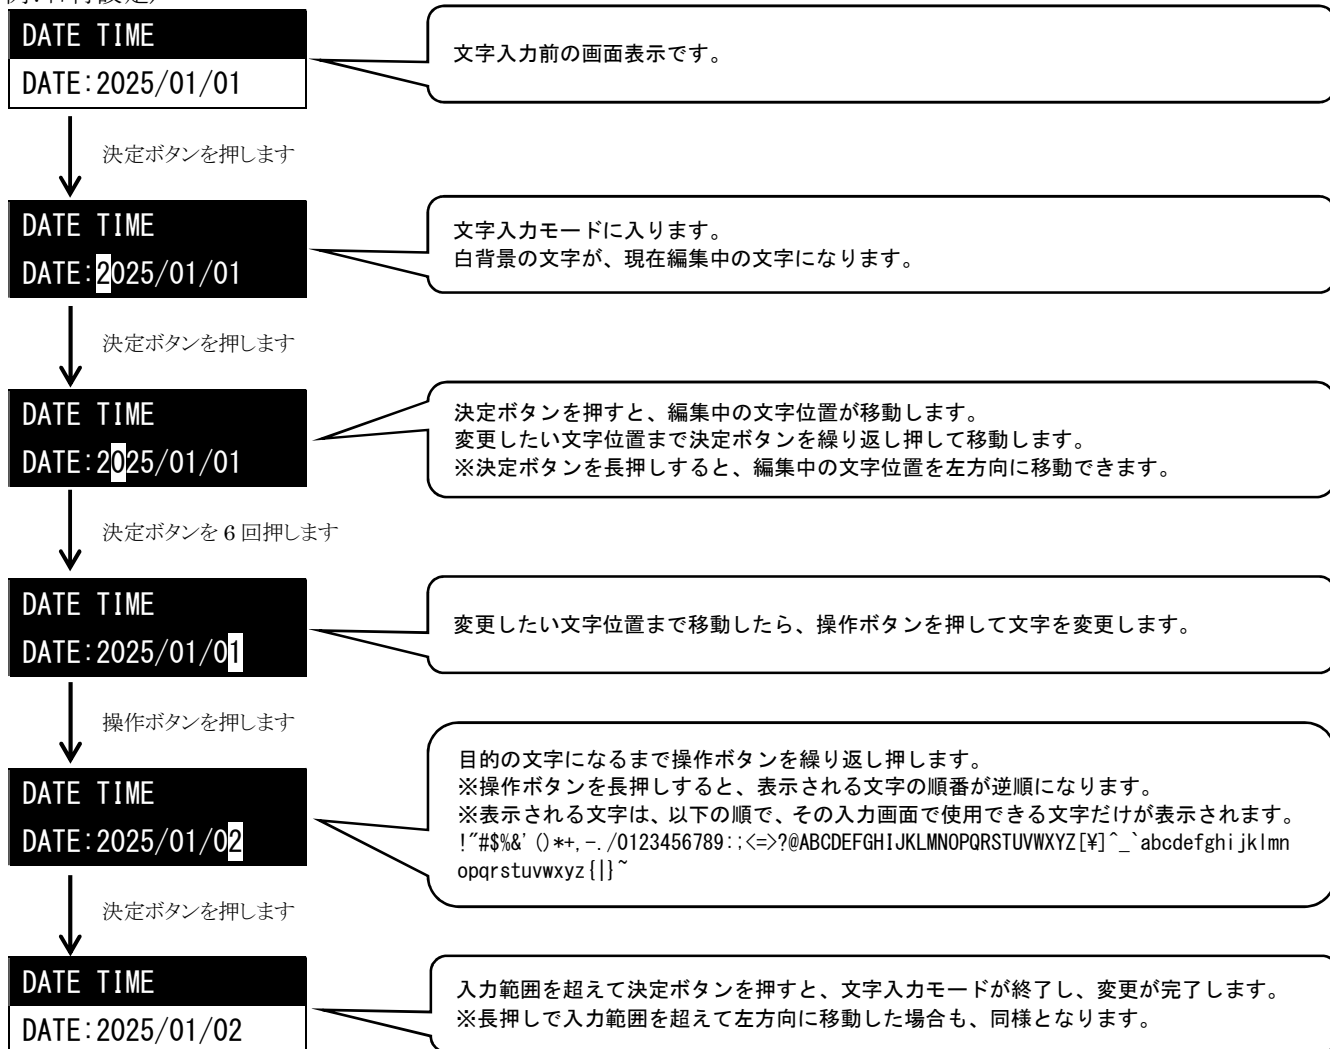 DATE TIME
DATE:2025/01/01
文字入力前の画面表示です。
決定ボタンを押します
DATE TIME
DATE:2025/01/01
文字入力モードに入ります。
白背景の文字が、現在編集中の文字になります。
決定ボタンを押します
DATE TIME
DATE:2025/01/01
決定ボタンを押すと、編集中の文字位置が移動します。
変更したい文字位置まで決定ボタンを繰り返し押して移動します。
※決定ボタンを長押しすると、編集中の文字位置を左方向に移動できます。
決定ボタンを 6 回押します
DATE TIME
DATE:2025/01/01
変更したい文字位置まで移動したら、操作ボタンを押して文字を変更します。
操作ボタンを押します
DATE TIME
DATE:2025/01/02
目的の文字になるまで操作ボタンを繰り返し押します。
※操作ボタンを長押しすると、表示される文字の順番が逆順になります。
※表示される文字は、以下の順で、その入力画面で使用できる文字だけが表示されます。
!"#$%&'()*+,-./0123456789:;<=>?@ABCDEFGHIJKLMNOPQRSTUVWXYZ[¥]^_`abcdefghijklmn
opqrstuvwxyz{|}~
決定ボタンを押します
DATE TIME
DATE:2025/01/02
入力範囲を超えて決定ボタンを押すと、文字入力モードが終了し、変更が完了します。
※長押しで入力範囲を超えて左方向に移動した場合も、同様となります。